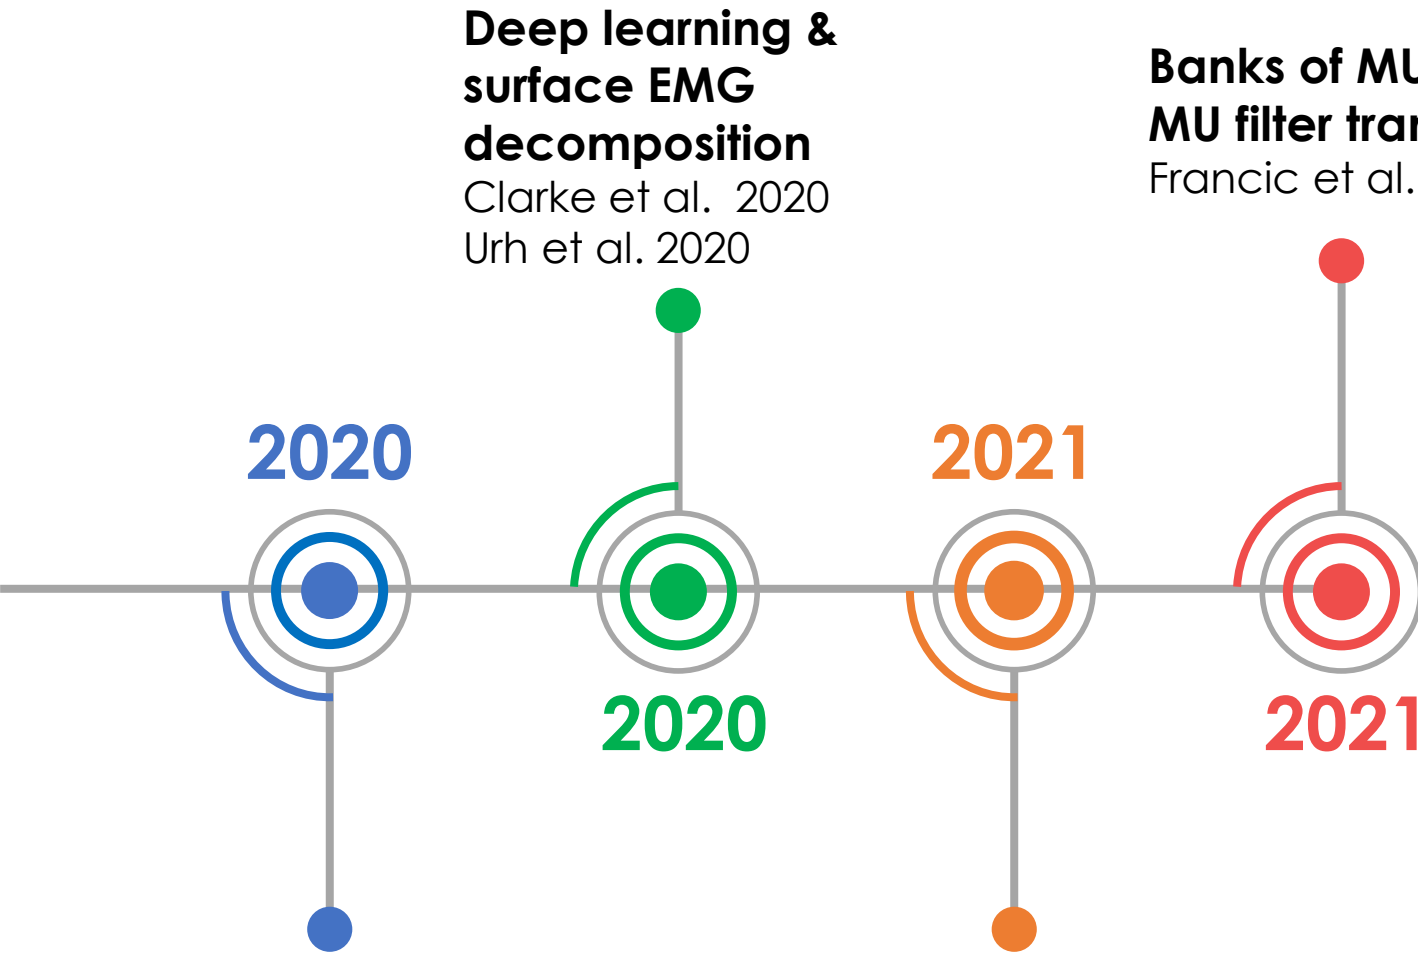 Deep learning &
surface EMG
decomposition
Clarke et al. 2020
Urh et al. 2020
Banks of MU
MU filter
Francic et al.
2020
2021
2020
2021